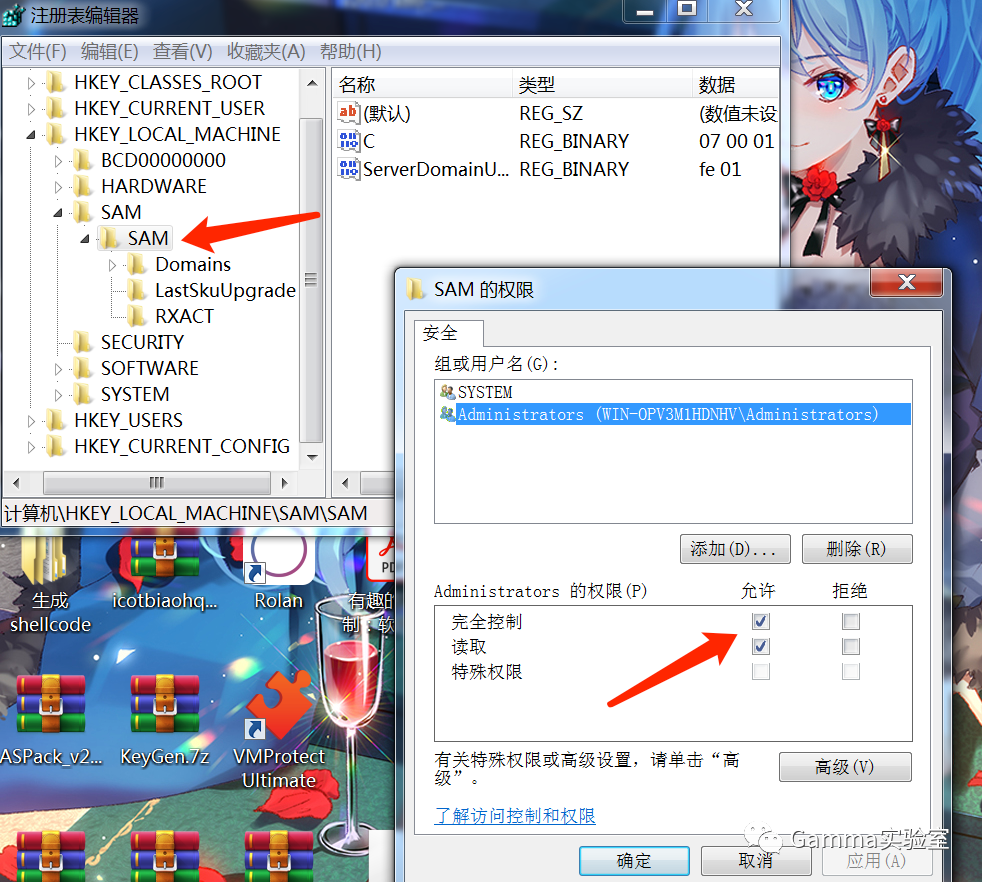 注册表编辑器
文件(F) 编辑(E) 查看(V) 收藏夹(A) 帮助(H)
HKEY_CLASSES_ROOT
HKEY_CURRENT_USER
HKEY_LOCAL_MACHINE
BCD00000000
HARDWARE
SAM
SAM
Domains
LastSkuUpgrade
RXACT
SECURITY
SOFTWARE
SYSTEM
HKEY_USERS
HKEY_CURRENT_CONFIG
名称 类型 数据
ab (默认) REG_SZ (数值未设
C REG_BINARY 07 00 01
ServerDomainU... REG_BINARY fe 01
计算机\HKEY_LOCAL_MACHINE\SAM\SAM
SAM 的权限
安全
组或用户名(G):
SYSTEM
Administrators (WIN-OPV3M1HDNHV\Administrators)
添加(D)... 删除(R)
Administrators 的权限(P) 允许 拒绝
完全控制
读取
特殊权限
有关特殊权限或高级设置，请单击“高
级”。
高级(V)
了解访问控制和权限
确定 取消 应用(A)
生成
shellcode
icotbiaohq...
Rolan
有趣的
制：软
ASPack_v2...
KeyGen.7z
VMProtect
Ultimate
Gamma实验室